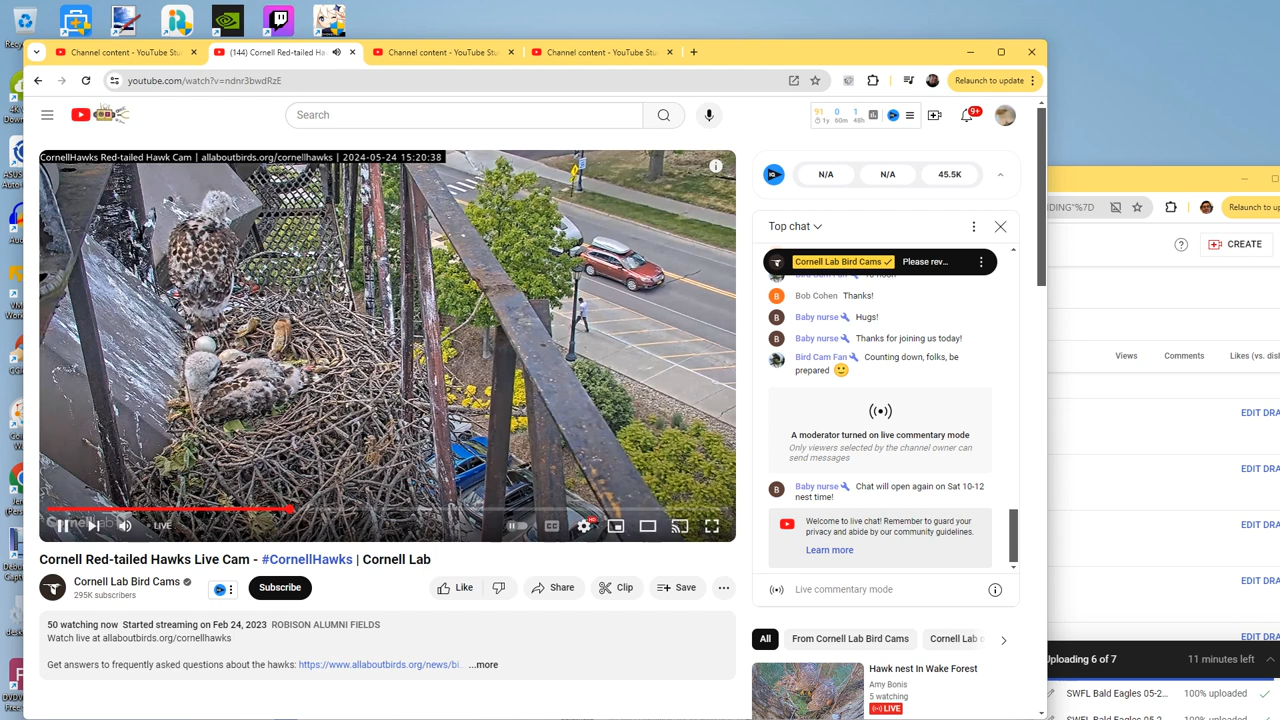 Channel content - YouTube Stu
(144) Cornell Red-tailed Ha
Channel content - YouTube Stu
Channel content - YouTube Stu
youtube.com/watch?v=ndnr3bwdRzE
Relaunch to update
Search
91 0 1
1y 60m 48h
9+
CornellHawks Red-tailed Hawk Cam | allaboutbirds.org/cornellhawks | 2024-05-24 15:20:38
N/A
N/A
45.5K
Top chat
Cornell Lab Bird Cams Please rev...
Bob Cohen Thanks!
Baby nurse Hugs!
Baby nurse Thanks for joining us today!
Bird Cam Fan Counting down, folks, be
prepared
A moderator turned on live commentary mode
Only viewers selected by the channel owner can
send messages
Baby nurse Chat will open again on Sat 10-12
nest time!
Welcome to live chat! Remember to guard your
privacy and abide by our community guidelines.
Learn more
Live commentary mode
LIVE
CC
HD
Cornell Red-tailed Hawks Live Cam - #CornellHawks | Cornell Lab
Cornell Lab Bird Cams
295K subscribers
Subscribe
Like
Share
Clip
Save
50 watching now Started streaming on Feb 24, 2023 ROBISON ALUMNI FIELDS
Watch live at allaboutbirds.org/cornellhawks
Get answers to frequently asked questions about the hawks: https://www.allaboutbirds.org/news/bi... ...more
All
From Cornell Lab Bird Cams
Cornell Lab o
Hawk nest In Wake Forest
Amy Bonis
5 watching
LIVE
DING"%7D
Relaunch to up
CREATE
Views
Comments
Likes (vs. dis
EDIT DRA
EDIT DRA
EDIT DRA
EDIT DRA
EDIT DRA
Uploading 6 of 7
11 minutes left
SWFL Bald Eagles 05-2...
100% uploaded
SWFL Bald Eagles 05-2...
100% uploaded